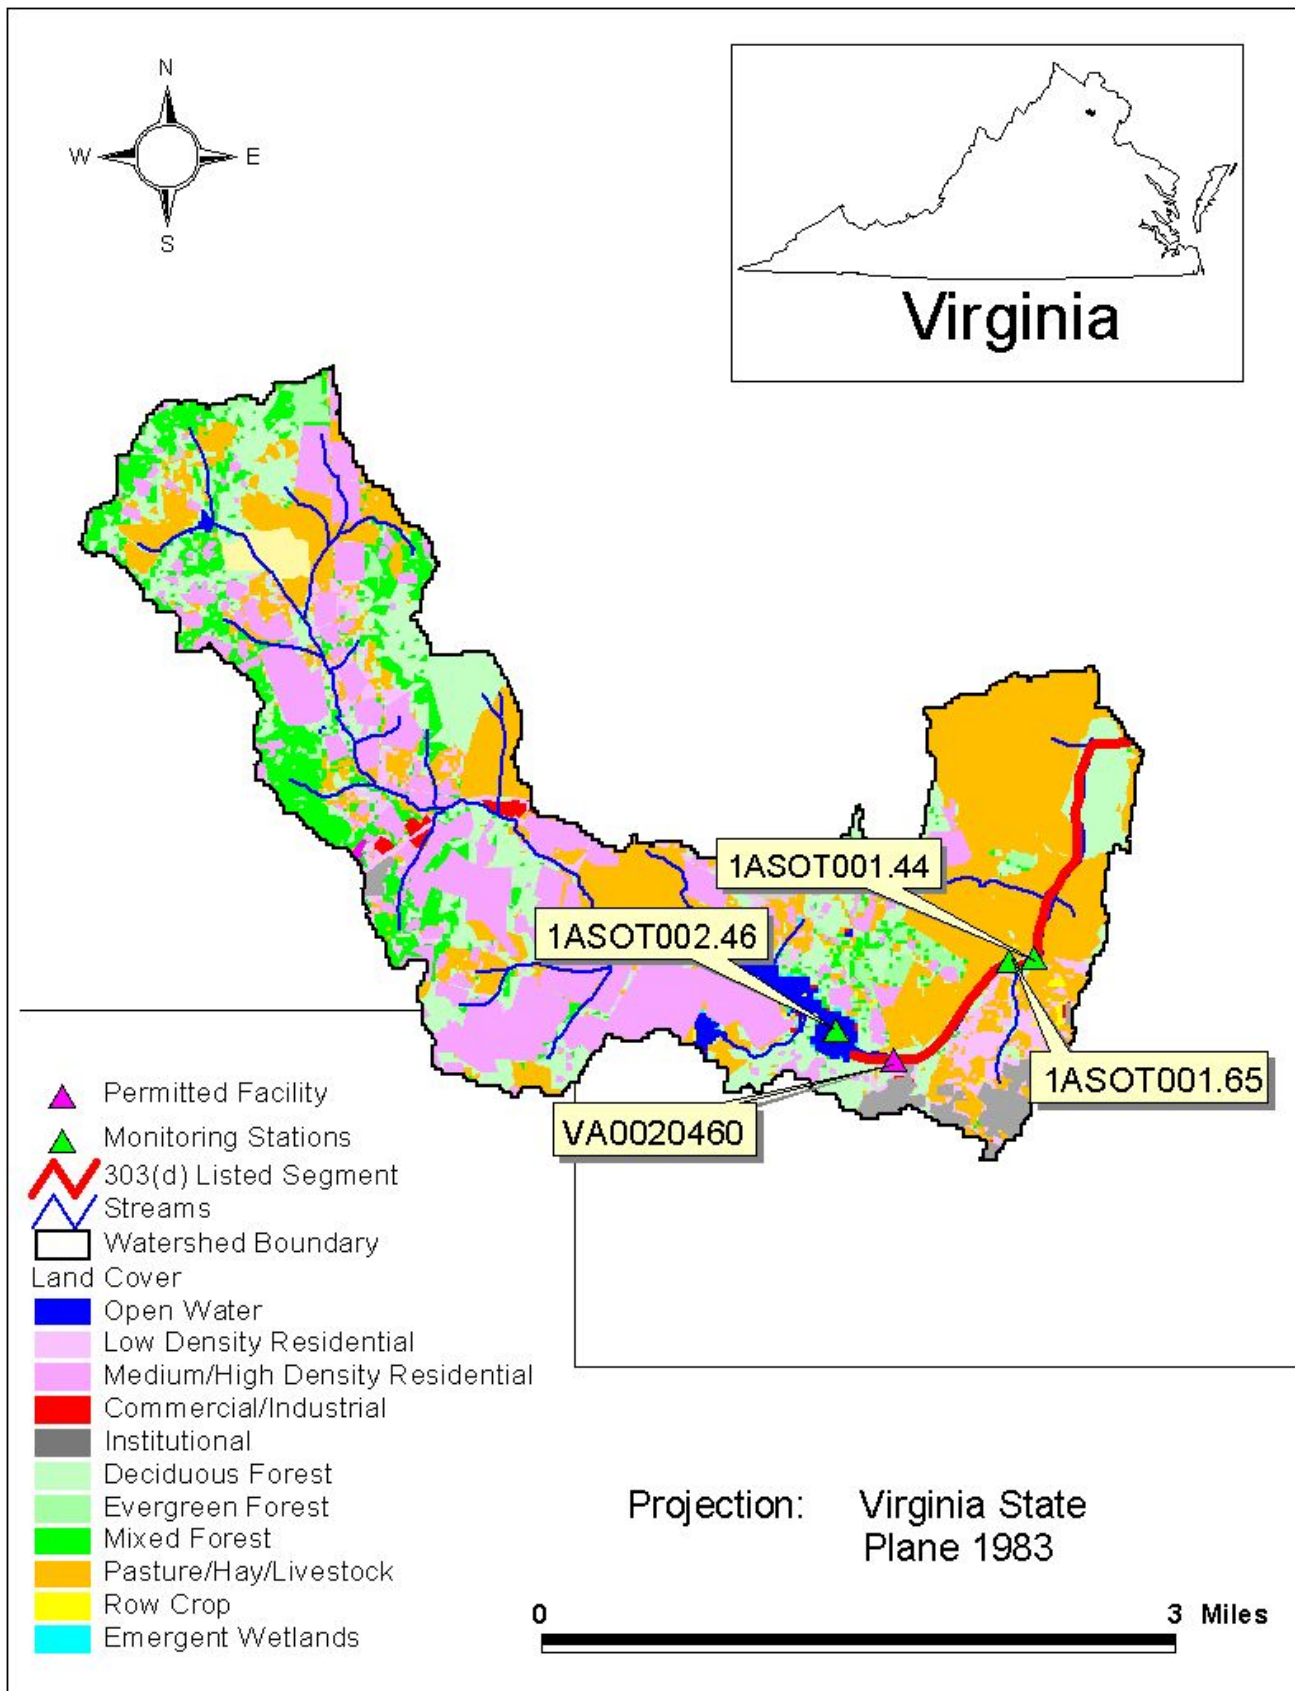 N
W E
S
Virginia
1ASOT001.44
1ASOT002.46
1ASOT001.65
VA0020460
Permitted Facility
Monitoring Stations
303(d) Listed Segment
Streams
Watershed Boundary
Land Cover
Open Water
Low Density Residential
Medium/High Density Residential
Commercial/Industrial
Institutional
Deciduous Forest
Evergreen Forest
Mixed Forest
Pasture/Hay/Livestock
Row Crop
Emergent Wetlands
Projection: Virginia State
Plane 1983
0 3 Miles